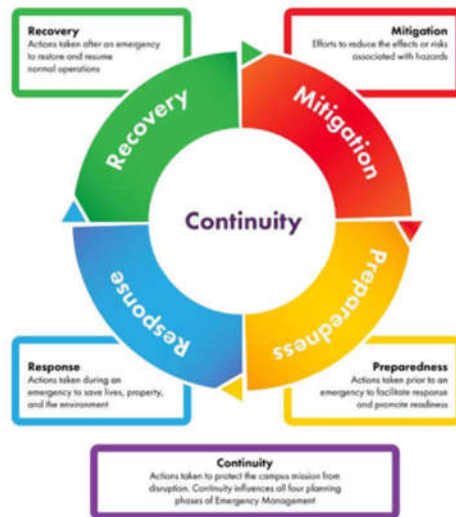 Recovery
Actions taken after an emergency
to restore and resume
normal operations
Mitigation
Efforts to reduce the effects or risks
associated with hazards
Recovery
Mitigation
Continuity
Response
Preparedness
Response
Actions taken during an
emergency to save lives, property,
and the environment
Preparedness
Actions taken prior to an
emergency to facilitate response
and promote readiness
Continuity
Actions taken to protect the campus mission from
disruption. Continuity influences all four planning
phases of Emergency Management